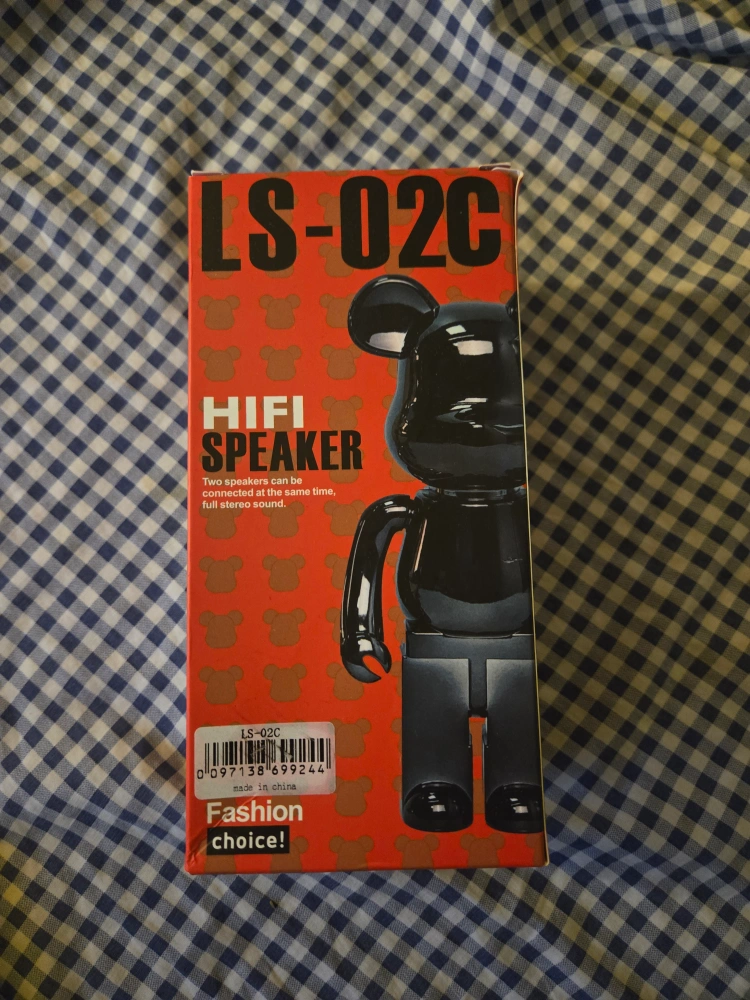 LS-02C
HIFI
SPEAKER
Two speakers can be
connected at the same time,
full stereo sound.
LS-02C
0 097138 699244
made in china
Fashion
choice!